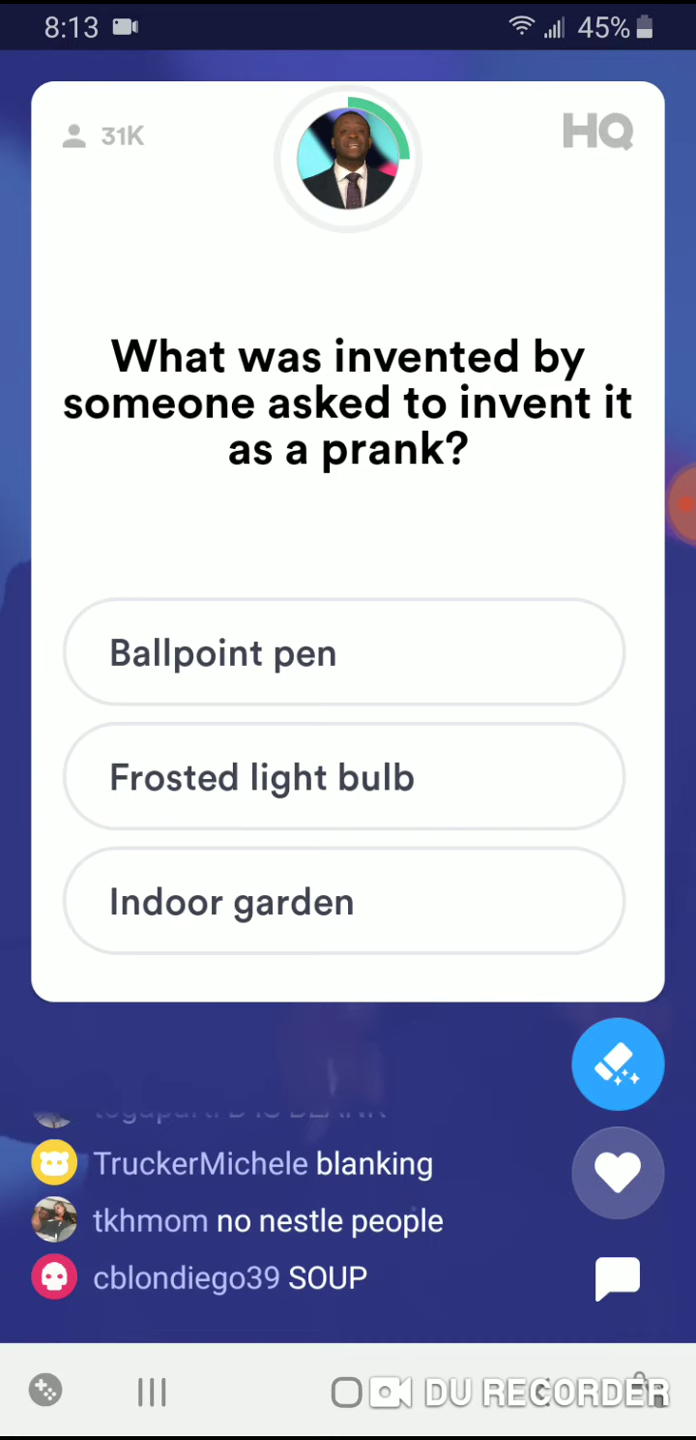 8:13
45%
31K
HQ
What was invented by
someone asked to invent it
as a prank?
Ballpoint pen
Frosted light bulb
Indoor garden
TruckerMichele blanking
tkhmom no nestle people
cblondiego39 SOUP
DU RECORDER